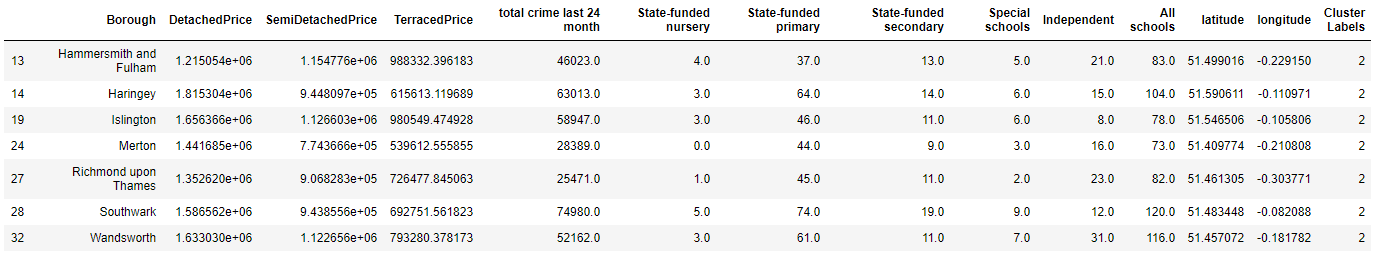 Borough DetachedPrice SemiDetachedPrice TerracedPrice total crime last 24 month State-funded nursery State-funded primary State-funded secondary Special schools Independent All schools latitude longitude Cluster Labels
13 Hammersmith and Fulham 1.215054e+06 1.154776e+06 988332.396183 46023.0 4.0 37.0 13.0 5.0 21.0 83.0 51.499016 -0.229150 2
14 Haringey 1.815304e+06 9.448097e+05 615613.119689 63013.0 3.0 64.0 14.0 6.0 15.0 104.0 51.590611 -0.110971 2
19 Islington 1.656366e+06 1.126603e+06 980549.474928 58947.0 3.0 46.0 11.0 6.0 8.0 78.0 51.546506 -0.105806 2
24 Merton 1.441685e+06 7.743666e+05 539612.555855 28389.0 0.0 44.0 9.0 3.0 16.0 73.0 51.409774 -0.210808 2
27 Richmond upon Thames 1.352620e+06 9.068283e+05 726477.845063 25471.0 1.0 45.0 11.0 2.0 23.0 82.0 51.461305 -0.303771 2
28 Southwark 1.586562e+06 9.438556e+05 692751.561823 74980.0 5.0 74.0 19.0 9.0 12.0 120.0 51.483448 -0.082088 2
32 Wandsworth 1.633030e+06 1.122656e+06 793280.378173 52162.0 3.0 61.0 11.0 7.0 31.0 116.0 51.457072 -0.181782 2